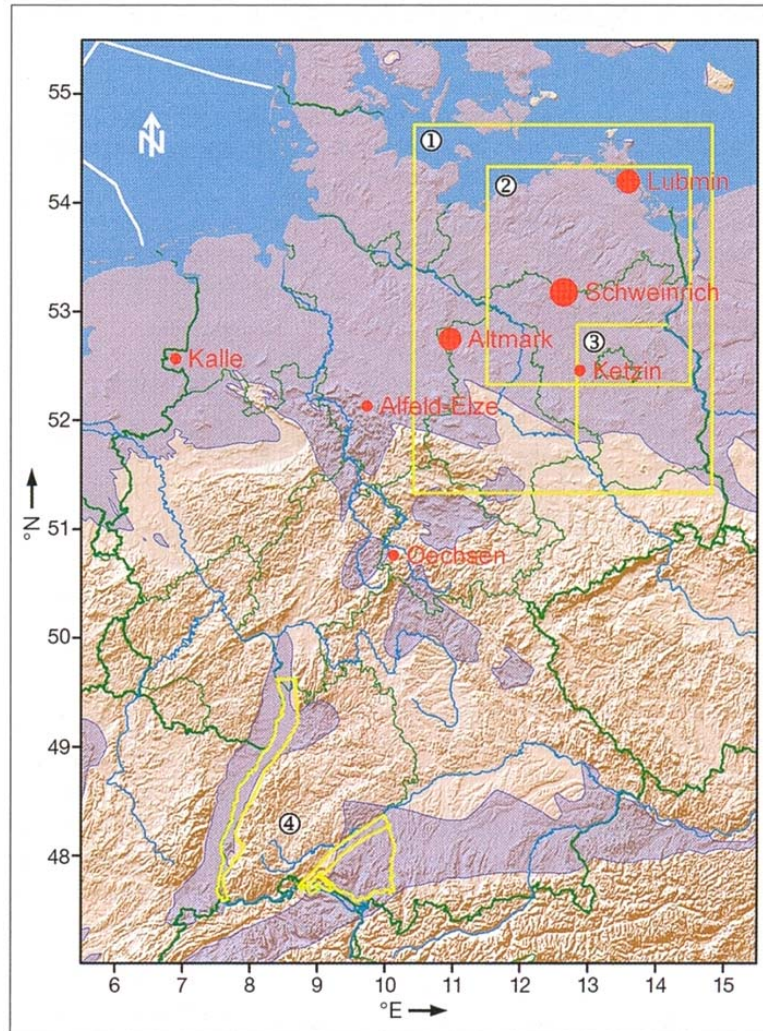 55
54
53
52
51
50
49
48
°N
N
①
②
Lubmin
Schweinrich
Altmark
③
Kalle
Ketzin
Alfeld-Elze
Oechsen
④
6 7 8 9 10 11 12 13 14 15
°E